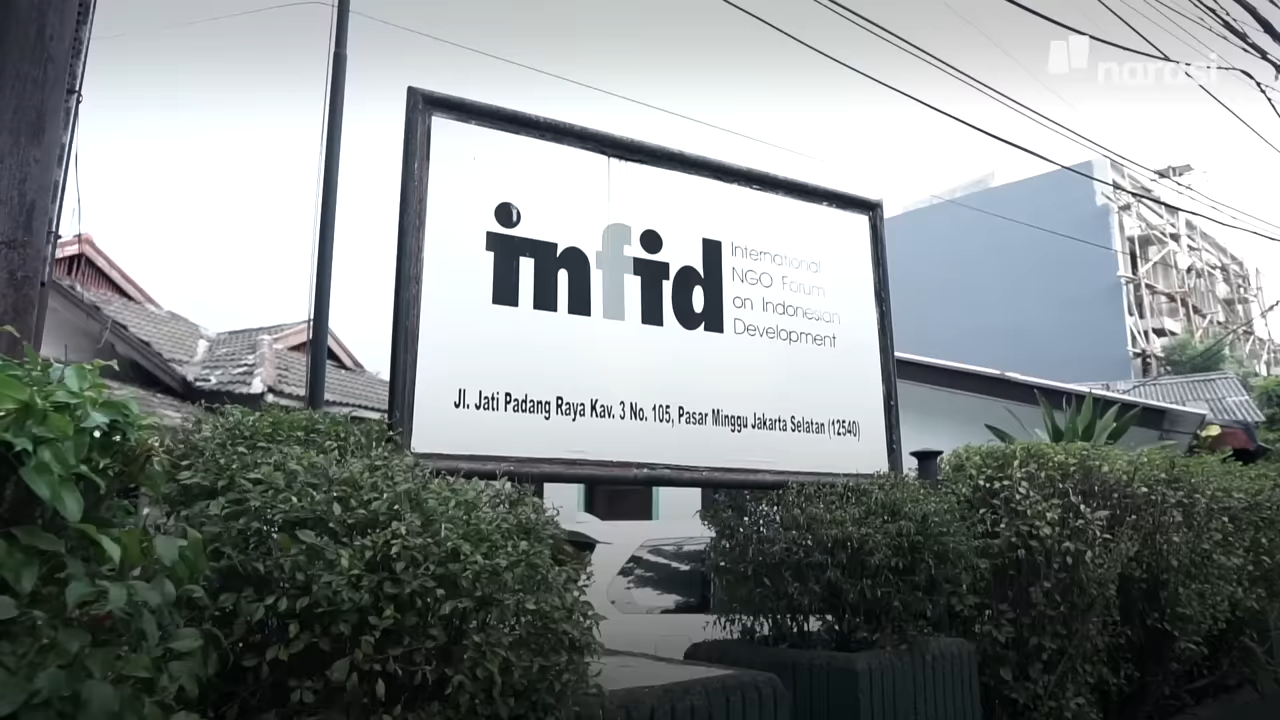 narasi
infid
International
NGO Forum
on Indonesian
Development
Jl. Jati Padang Raya Kav. 3 No. 105, Pasar Minggu Jakarta Selatan (12540)